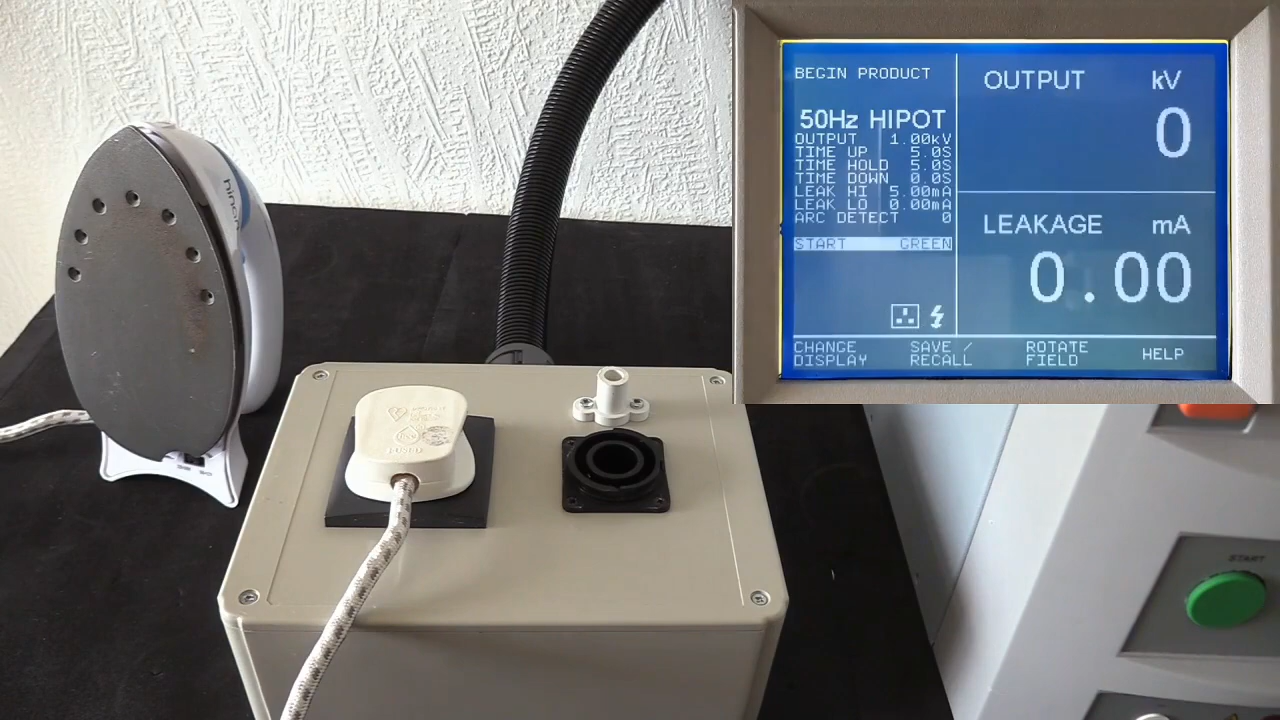 BEGIN PRODUCT
50Hz HIPOT
OUTPUT 1.00kV
TIME UP 5.0S
TIME HOLD 5.0S
TIME DOWN 0.0S
LEAK HI 5.00mA
LEAK LO 0.00mA
ARC DETECT 0
START GREEN
OUTPUT kV
0
LEAKAGE mA
0.00
CHANGE DISPLAY
SAVE / RECALL
ROTATE FIELD
HELP
START
FUSED